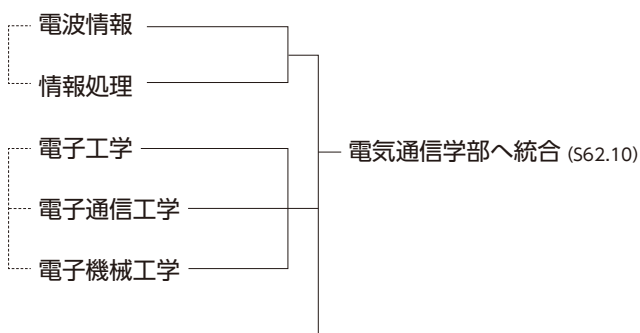 電波情報
情報処理
電子工学
電気通信学部へ統合 (S62.10)
電子通信工学
電子機械工学